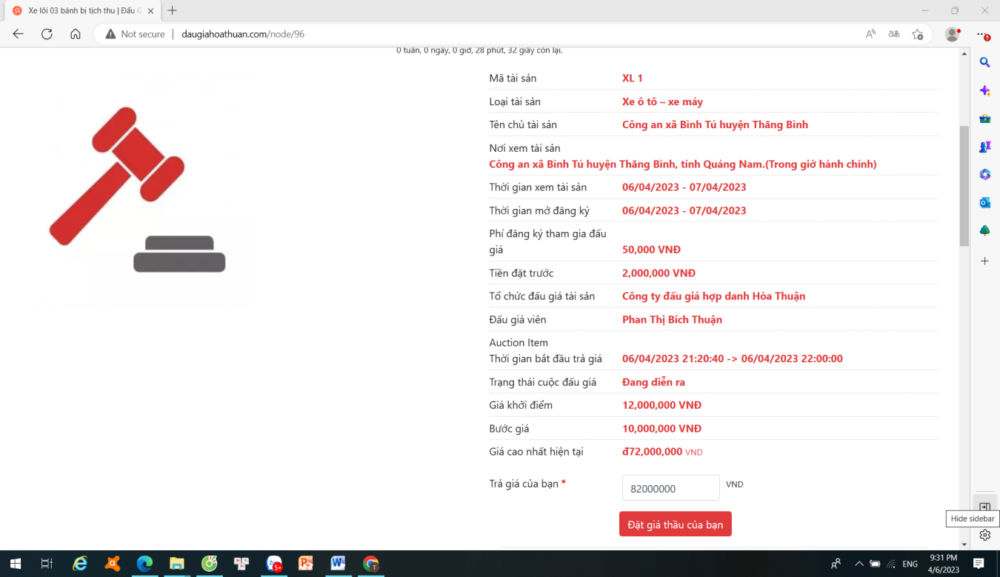 Xe lôi 03 bánh bị tịch thu | Đấu G
Not secure | daugiahoathuan.com/node/96
0 tuần, 0 ngày, 0 giờ, 28 phút, 32 giây còn lại.
Mã tài sản XL 1
Loại tài sản Xe ô tô – xe máy
Tên chủ tài sản Công an xã Bình Tú huyện Thăng Bình
Nơi xem tài sản
Công an xã Bình Tú huyện Thăng Bình, tỉnh Quảng Nam.(Trong giờ hành chính)
Thời gian xem tài sản 06/04/2023 - 07/04/2023
Thời gian mở đăng ký 06/04/2023 - 07/04/2023
Phí đăng ký tham gia đấu
giá 50,000 VNĐ
Tiền đặt trước 2,000,000 VNĐ
Tổ chức đấu giá tài sản Công ty đấu giá hợp danh Hòa Thuận
Đấu giá viên Phan Thị Bích Thuận
Auction Item
Thời gian bắt đầu trả giá 06/04/2023 21:20:40 -> 06/04/2023 22:00:00
Trạng thái cuộc đấu giá Đang diễn ra
Giá khởi điểm 12,000,000 VNĐ
Bước giá 10,000,000 VNĐ
Giá cao nhất hiện tại đ72,000,000 VND
Trả giá của bạn * 82000000 VND
Đặt giá thầu của bạn
Hide sidebar
ENG
9:31 PM
4/6/2023